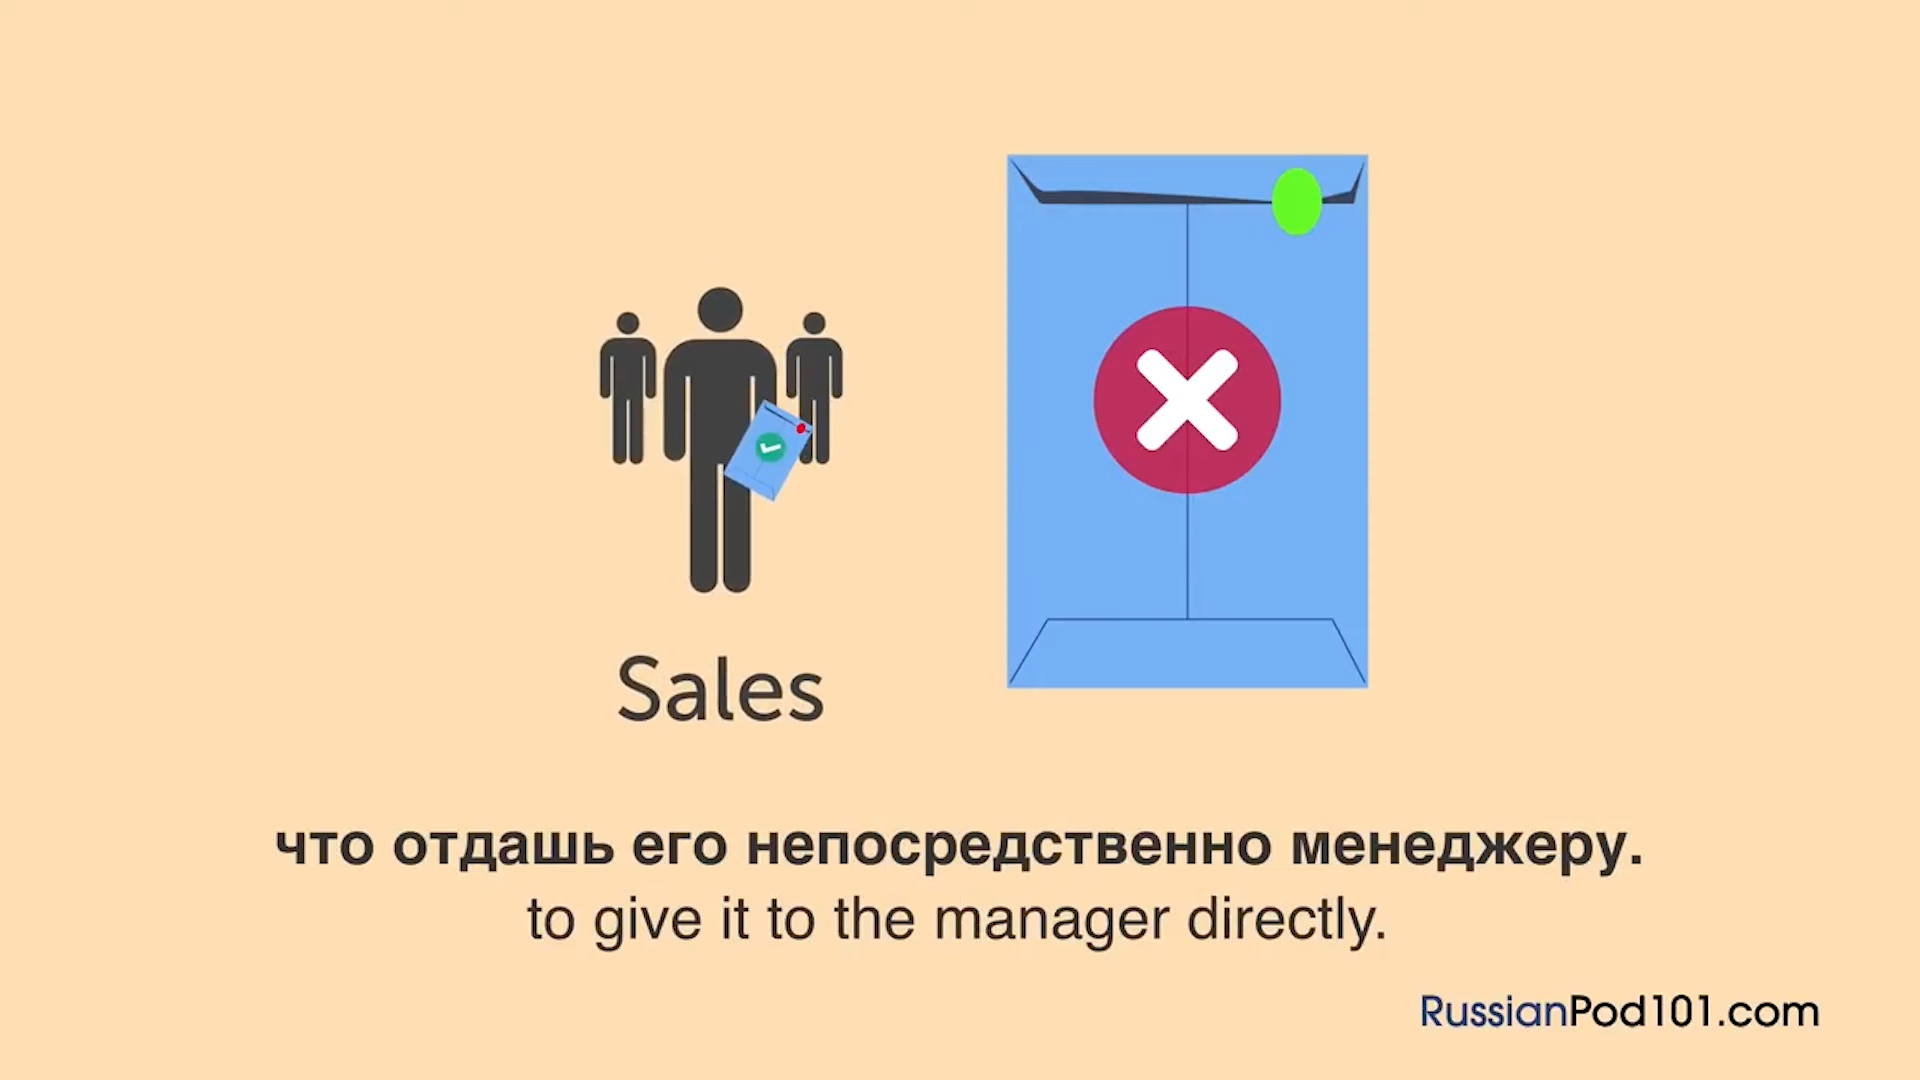 Sales
что отдашь его непосредственно менеджеру.
to give it to the manager directly.
RussianPod101.com